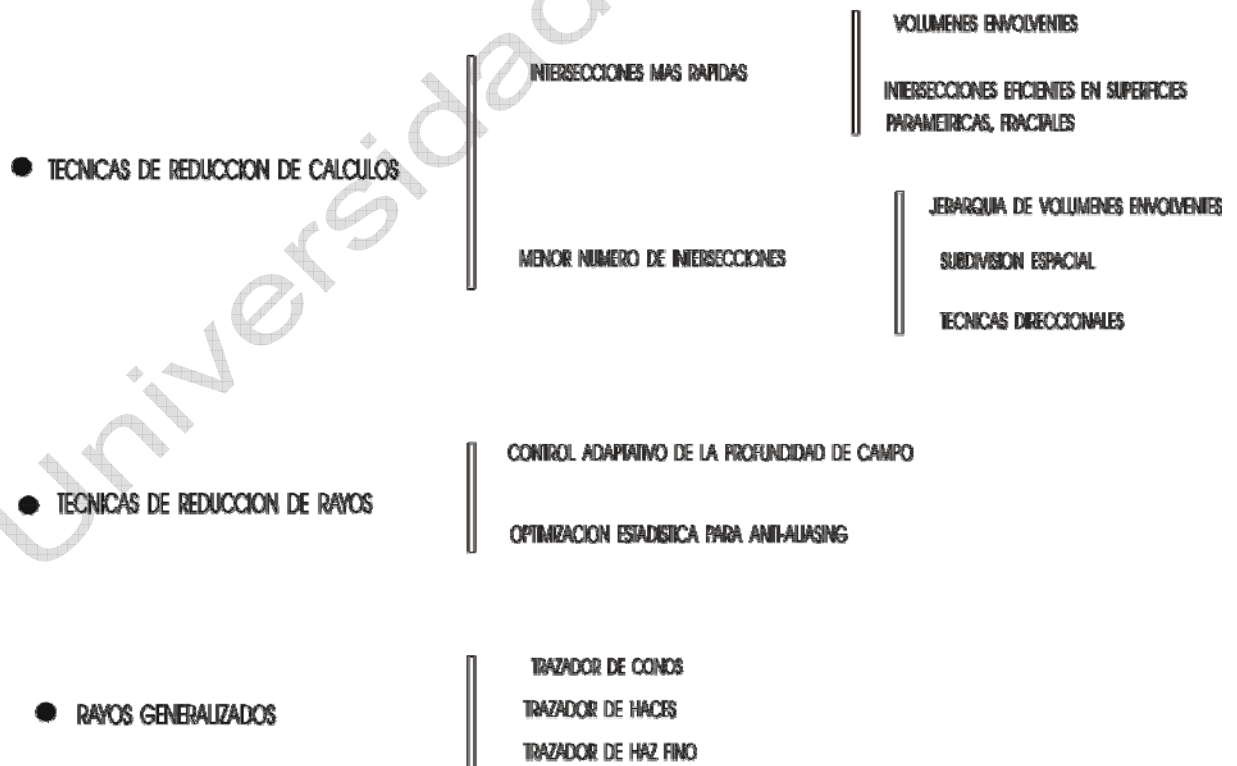 VOLUMENES ENVOLVENTES
INTERSECCIONES MAS RAPIDAS
INTERSECCIONES EFICIENTES EN SUPERFICIES
PARAMETRICAS, FRACTALES
● TECNICAS DE REDUCCION DE CALCULOS
JERARQUIA DE VOLUMENES ENVOLVENTES
MENOR NUMERO DE INTERSECCIONES
SUBDIVISION ESPACIAL
TECNICAS DIRECCIONALES
CONTROL ADAPTATIVO DE LA PROFUNDIDAD DE CAMPO
● TECNICAS DE REDUCCION DE RAYOS
OPTIMIZACION ESTADISTICA PARA ANTI-ALIASING
TRAZADOR DE CONOS
● RAYOS GENERALIZADOS
TRAZADOR DE HACES
TRAZADOR DE HAZ FINO
Universidad